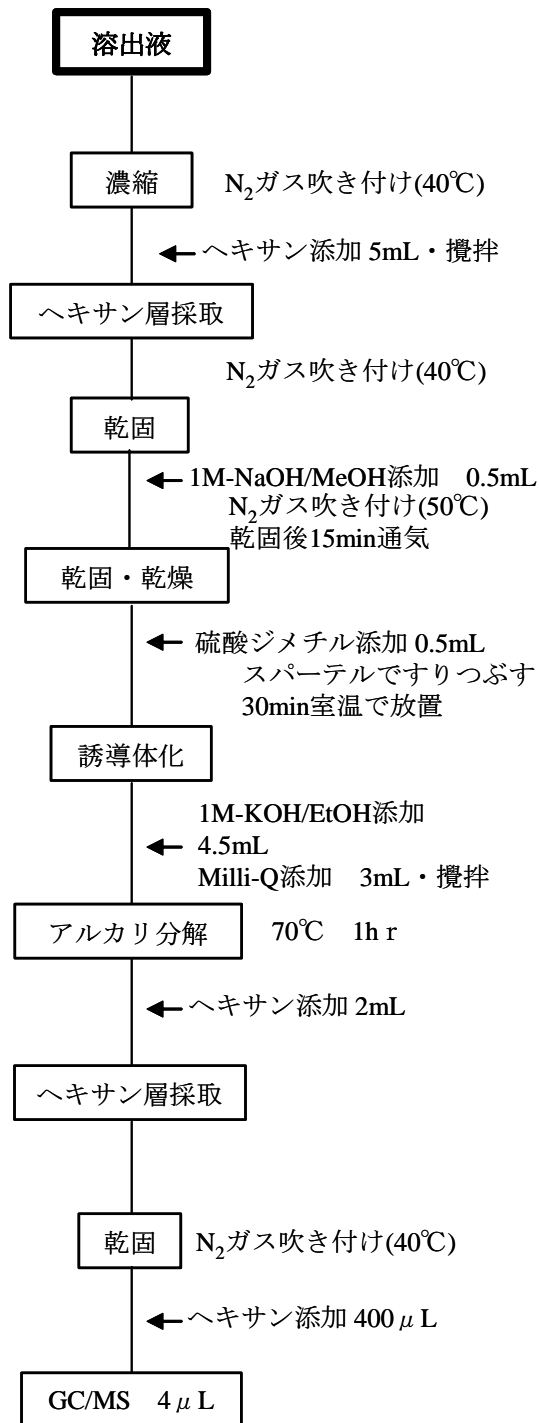 溶出液
濃縮 N₂ガス吹き付け(40℃)
ヘキサン添加 5mL・攪拌
ヘキサン層採取
N₂ガス吹き付け(40℃)
乾固
1M-NaOH/MeOH添加 0.5mL
N₂ガス吹き付け(50℃)
乾固後15min通気
乾固・乾燥
硫酸ジメチル添加 0.5mL
スパーテルですりつぶす
30min室温で放置
誘導体化
1M-KOH/EtOH添加
4.5mL
Milli-Q添加 3mL・攪拌
アルカリ分解 70℃ 1h r
ヘキサン添加 2mL
ヘキサン層採取
乾固 N₂ガス吹き付け(40℃)
ヘキサン添加 400μL
GC/MS 4μL